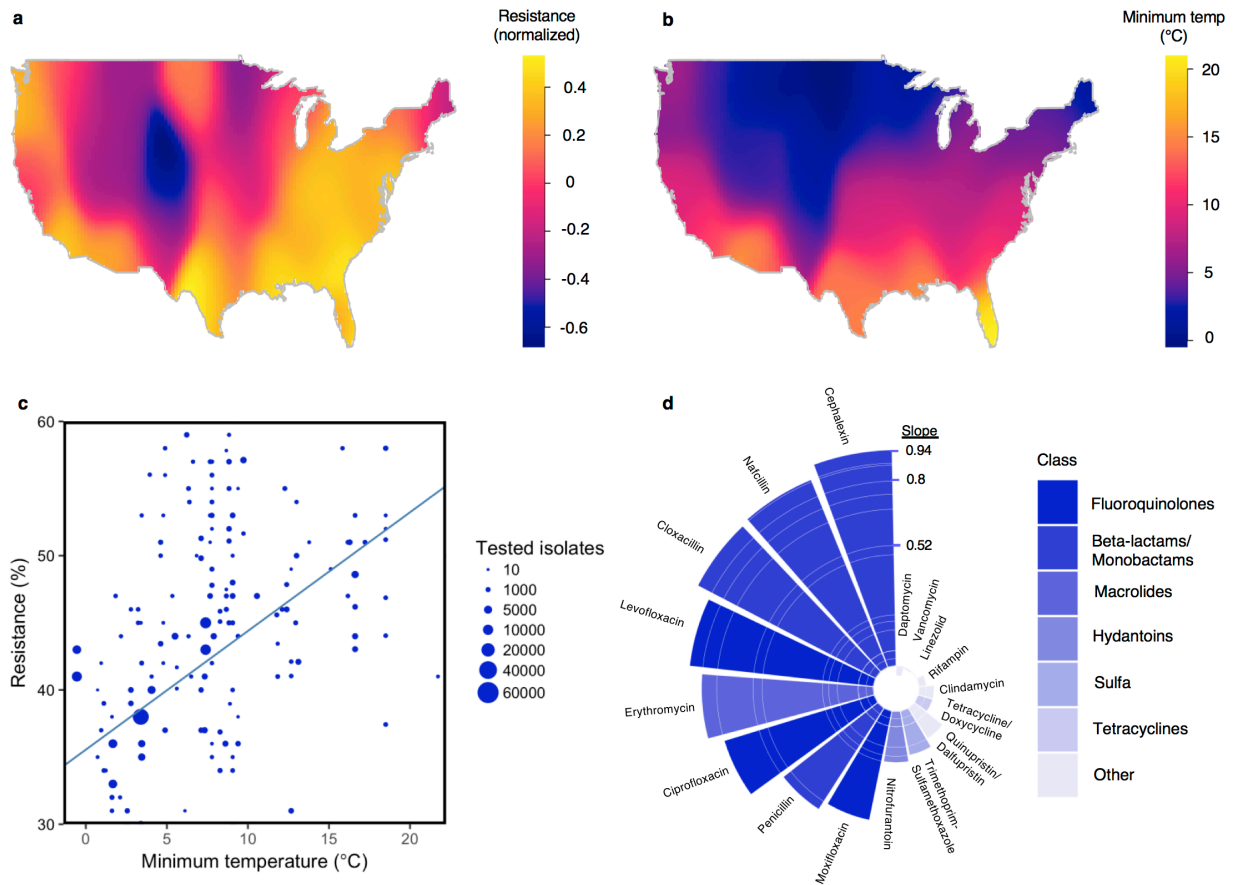 a
Resistance
(normalized)
0.4
0.2
0
-0.2
-0.4
-0.6
b
Minimum temp
(°C)
20
15
10
5
0
c
60
50
40
30
Resistance (%)
0
5
10
15
20
Minimum temperature (°C)
Tested isolates
10
1000
5000
10000
20000
40000
60000
d
Slope
0.94
0.8
0.52
Cephalexin
Nafcillin
Cloxacillin
Levofloxacin
Erythromycin
Ciprofloxacin
Penicillin
Moxifloxacin
Nitrofurantoin
Trimethoprim-
Sulfamethoxazole
Quinupristin/
Dalfupristin
Tetracycline/
Doxycycline
Clindamycin
Rifampin
Linezolid
Vancomycin
Daptomycin
Class
Fluoroquinolones
Beta-lactams/
Monobactams
Macrolides
Hydantoins
Sulfa
Tetracyclines
Other